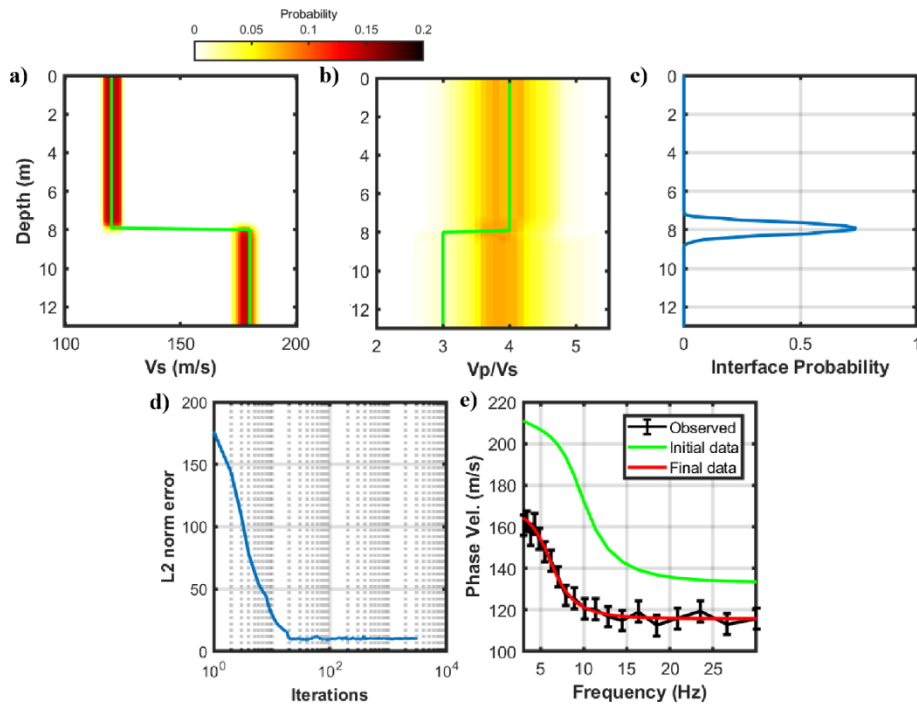 Probability
0 0.05 0.1 0.15 0.2
a)
0
2
4
6
8
10
12
Depth (m)
100 150 200
Vs (m/s)
b)
0
2
4
6
8
10
12
2 3 4 5
Vp/Vs
c)
0
2
4
6
8
10
12
0 0.5 1
Interface Probability
d)
200
150
100
50
0
L2 norm error
10^0 10^2 10^4
Iterations
e)
220
200
180
160
140
120
100
Phase Vel. (m/s)
Observed
Initial data
Final data
5 10 15 20 25
Frequency (Hz)